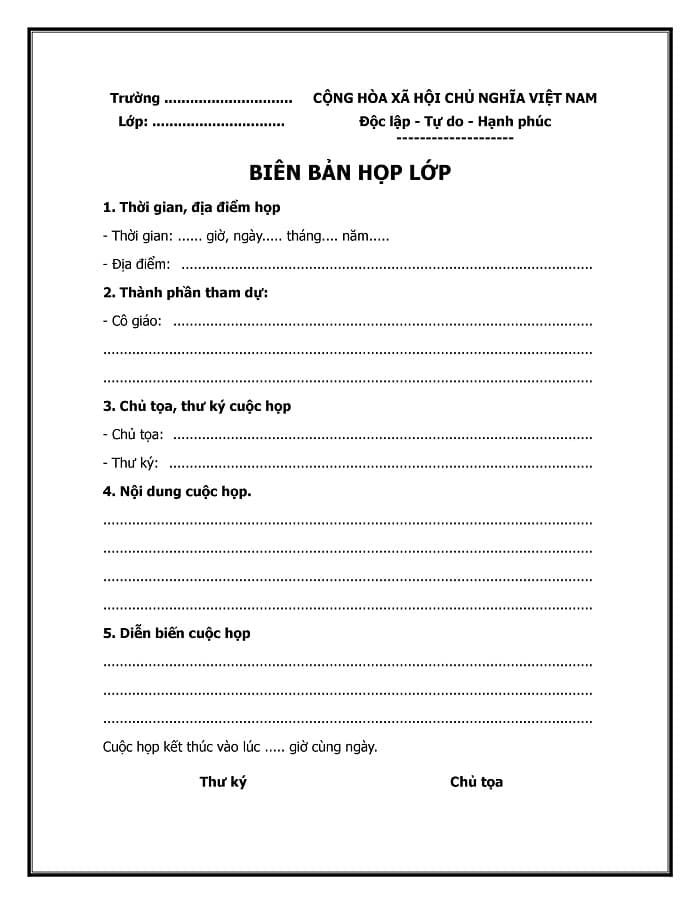 Trường .............................. CỘNG HÒA XÃ HỘI CHỦ NGHĨA VIỆT NAM
Lớp: ............................... Độc lập - Tự do - Hạnh phúc
--------------------
BIÊN BẢN HỌP LỚP
1. Thời gian, địa điểm họp
- Thời gian: ...... giờ, ngày..... tháng.... năm.....
- Địa điểm: ....................................................................................................
2. Thành phần tham dự:
- Cô giáo: ......................................................................................................
.......................................................................................................................
.......................................................................................................................
3. Chủ tọa, thư ký cuộc họp
- Chủ tọa: ......................................................................................................
- Thư ký: .......................................................................................................
4. Nội dung cuộc họp.
.......................................................................................................................
.......................................................................................................................
.......................................................................................................................
.......................................................................................................................
5. Diễn biến cuộc họp
.......................................................................................................................
.......................................................................................................................
.......................................................................................................................
Cuộc họp kết thúc vào lúc ..... giờ cùng ngày.
Thư ký Chủ tọa